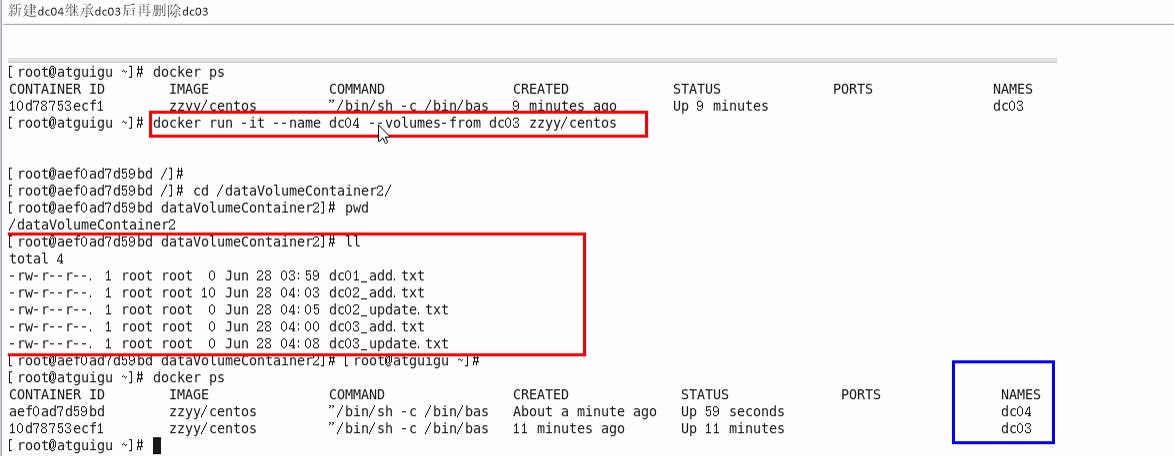 新建dc04继承dc03后再删除dc03
[root@atguigu ~]# docker ps
CONTAINER ID IMAGE COMMAND CREATED STATUS PORTS NAMES
10d78753ecf1 zzyy/centos "/bin/sh -c /bin/bas 9 minutes ago Up 9 minutes dc03
[root@atguigu ~]# docker run -it --name dc04 --volumes-from dc03 zzyy/centos
[root@aef0ad7d59bd /]#
[root@aef0ad7d59bd /]# cd /dataVolumeContainer2/
[root@aef0ad7d59bd dataVolumeContainer2]# pwd
/dataVolumeContainer2
[root@aef0ad7d59bd dataVolumeContainer2]# ll
total 4
-rw-r--r--. 1 root root 0 Jun 28 03:59 dc01_add.txt
-rw-r--r--. 1 root root 10 Jun 28 04:03 dc02_add.txt
-rw-r--r--. 1 root root 0 Jun 28 04:05 dc02_update.txt
-rw-r--r--. 1 root root 0 Jun 28 04:00 dc03_add.txt
-rw-r--r--. 1 root root 0 Jun 28 04:08 dc03_update.txt
[root@aef0ad7d59bd dataVolumeContainer2]# [root@atguigu ~]#
[root@atguigu ~]# docker ps
CONTAINER ID IMAGE COMMAND CREATED STATUS PORTS NAMES
aef0ad7d59bd zzyy/centos "/bin/sh -c /bin/bas About a minute ago Up 59 seconds dc04
10d78753ecf1 zzyy/centos "/bin/sh -c /bin/bas 11 minutes ago Up 11 minutes dc03
[root@atguigu ~]#